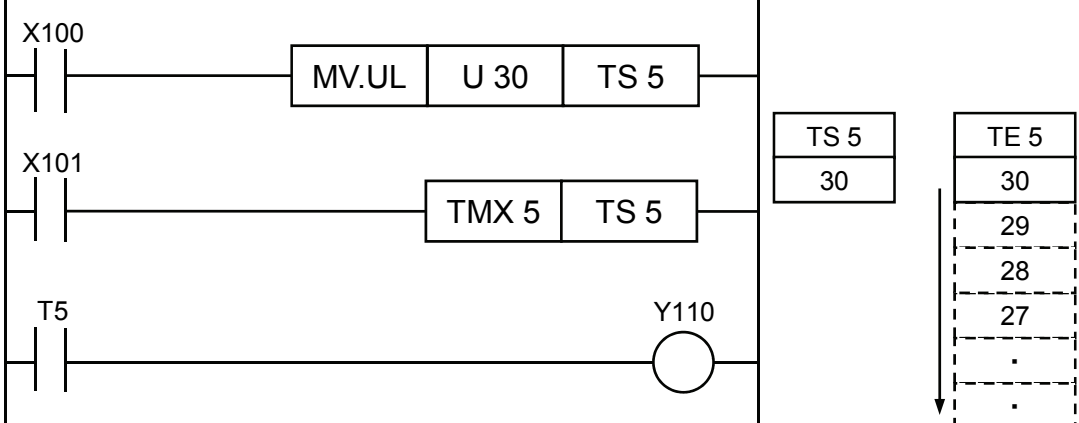 X100
MV.UL U 30 TS 5
X101
TMX 5 TS 5
T5
Y110
TS 5
30
TE 5
30
29
28
27
.
.